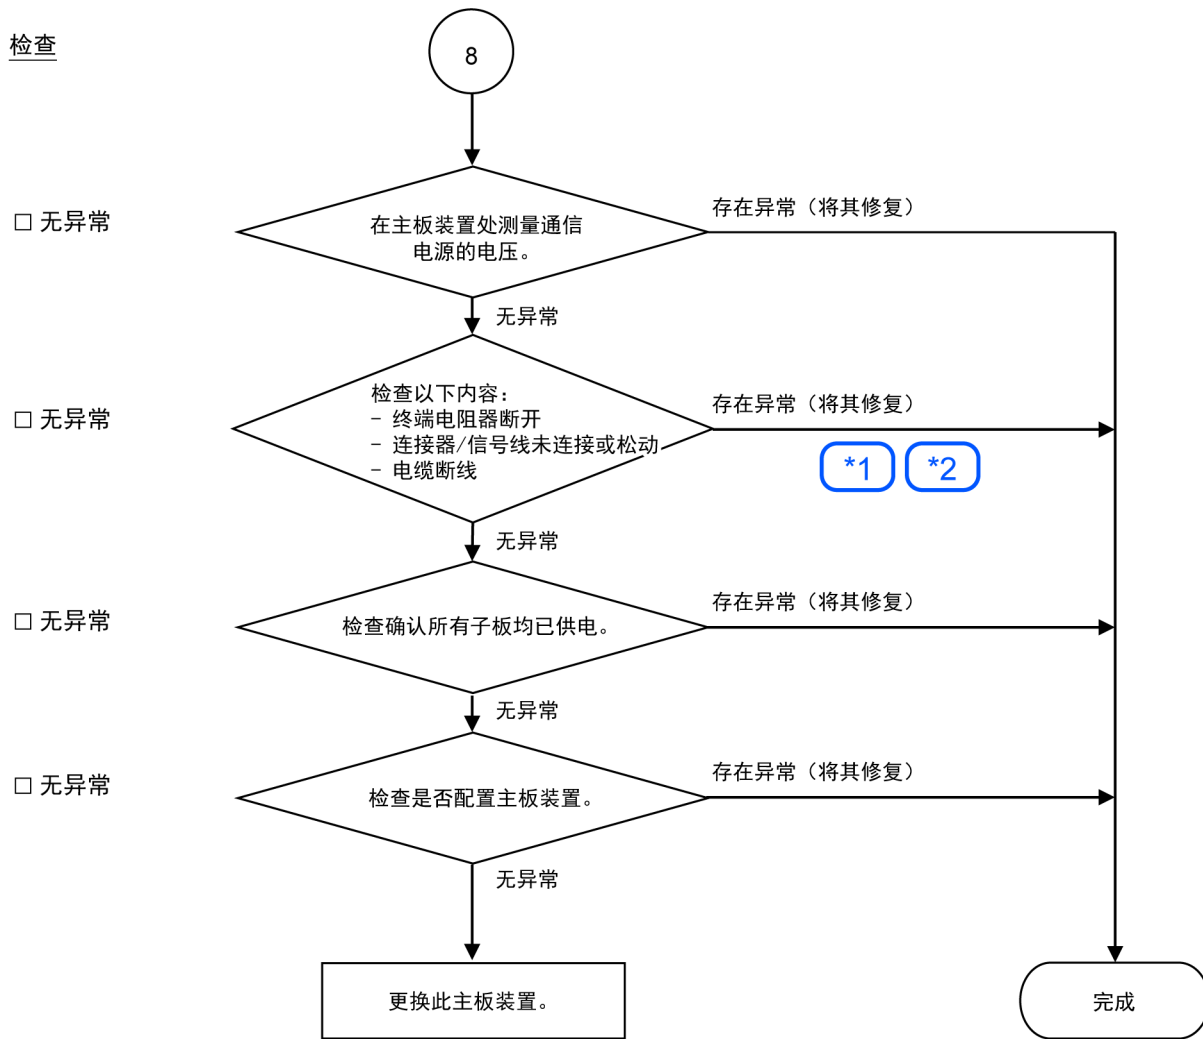 检查
8
□ 无异常
在主板装置处测量通信
电源的电压。
存在异常（将其修复）
无异常
□ 无异常
检查以下内容：
- 终端电阻器断开
- 连接器/信号线未连接或松动
- 电缆断线
存在异常（将其修复）
*1 *2
无异常
□ 无异常
检查确认所有子板均已供电。
存在异常（将其修复）
无异常
□ 无异常
检查是否配置主板装置。
存在异常（将其修复）
无异常
更换此主板装置。
完成